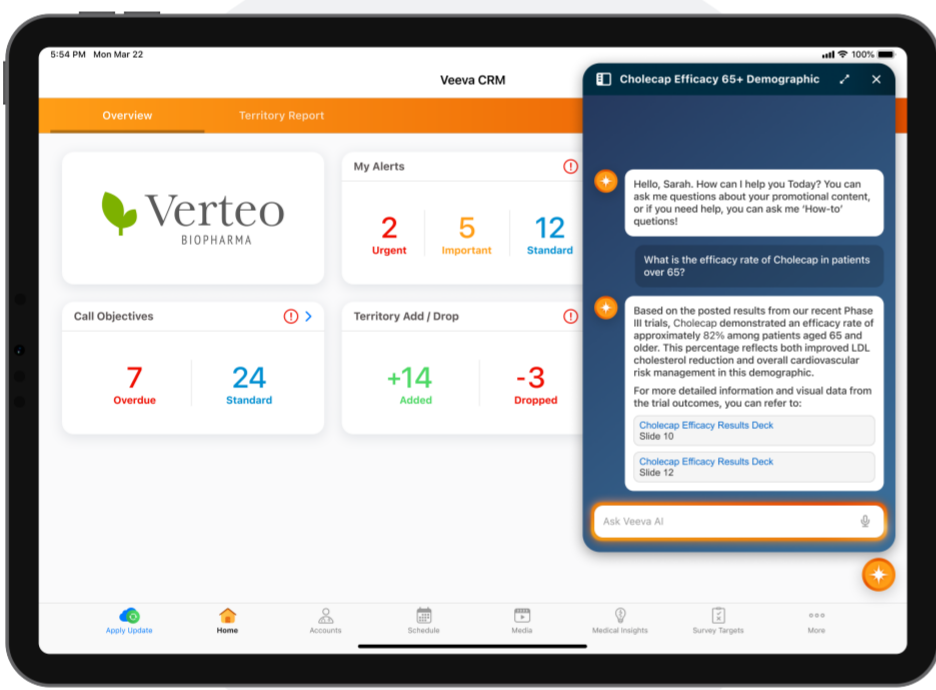 5:54 PM Mon Mar 22
100%
Veeva CRM
Overview
Territory Report
Verteo
BIOPHARMA
My Alerts
2
Urgent
5
Important
12
Standard
Call Objectives
7
Overdue
24
Standard
Territory Add / Drop
+14
Added
-3
Dropped
Cholecap Efficacy 65+ Demographic
Hello, Sarah. How can I help you Today? You can
ask me questions about your promotional content,
or if you need help, you can ask me ‘How-to’
quetions!
What is the efficacy rate of Cholecap in patients
over 65?
Based on the posted results from our recent Phase
III trials, Cholecap demonstrated an efficacy rate of
approximately 82% among patients aged 65 and
older. This percentage reflects both improved LDL
cholesterol reduction and overall cardiovascular
risk management in this demographic.
For more detailed information and visual data from
the trial outcomes, you can refer to:
Cholecap Efficacy Results Deck
Slide 10
Cholecap Efficacy Results Deck
Slide 12
Ask Veeva AI
Apply Update
Home
Accounts
Schedule
Media
Medical Insights
Survey Targets
More